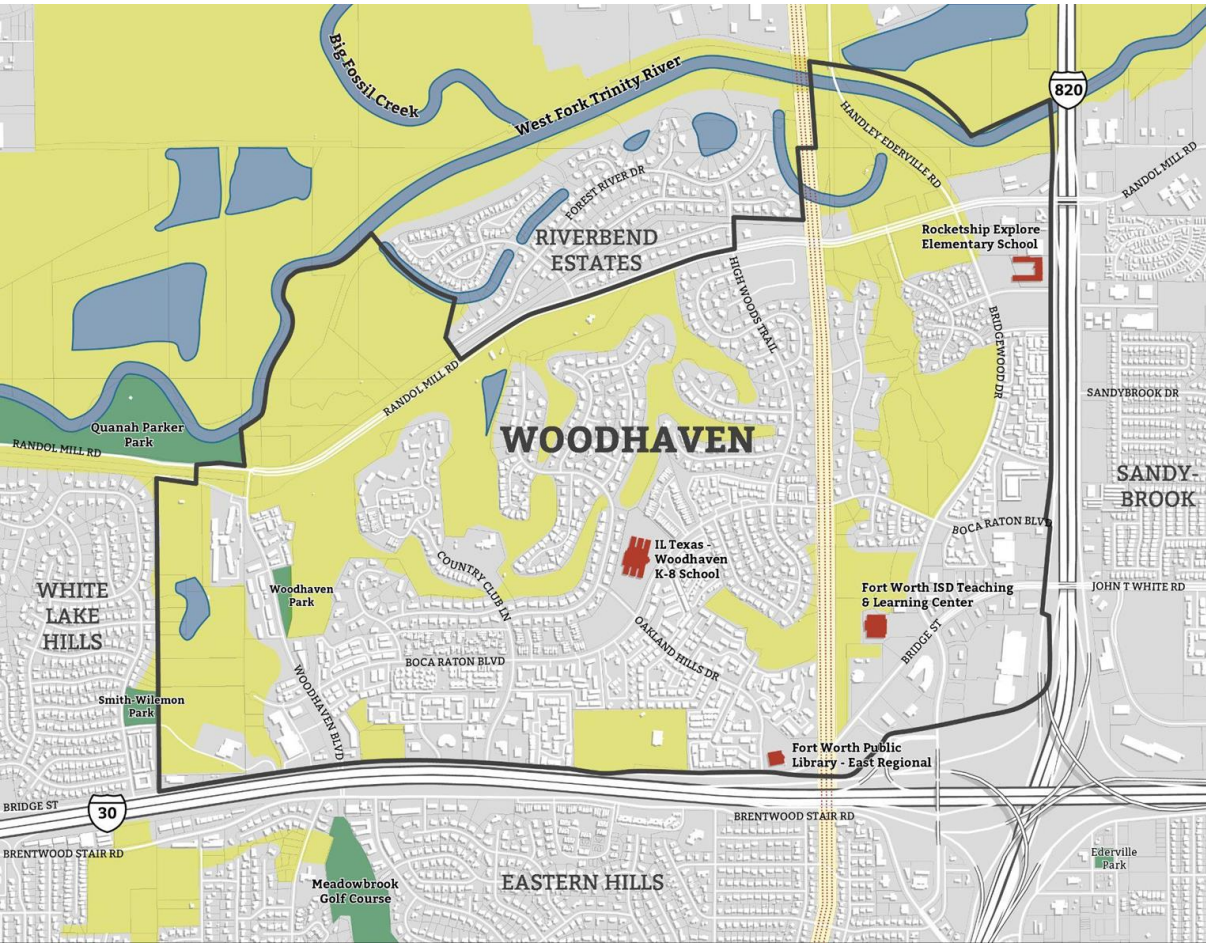 Big Fossil Creek
West Fork Trinity River
820
HANDLEY EDERVILLE RD
RANDOL MILL RD
FOREST RIVER DR
RIVERBEND
ESTATES
Rocketship Explore
Elementary School
HIGH WOODS TRAIL
BRIDGEWOOD DR
RANDOL MILL RD
SANDYBROOK DR
Quanah Parker
Park
RANDOL MILL RD
WOODHAVEN
SANDY-
BROOK
BOCA RATON BLVD
IL Texas -
Woodhaven
K-8 School
COUNTRY CLUB LN
WHITE
LAKE
HILLS
Woodhaven
Park
Fort Worth ISD Teaching
& Learning Center
JOHN T WHITE RD
BRIDGE ST
OAKLAND HILLS DR
BOCA RATON BLVD
WOODHAVEN BLVD
Smith-Wilemon
Park
Fort Worth Public
Library - East Regional
BRIDGE ST
30
BRENTWOOD STAIR RD
BRENTWOOD STAIR RD
Ederville
Park
Meadowbrook
Golf Course
EASTERN HILLS